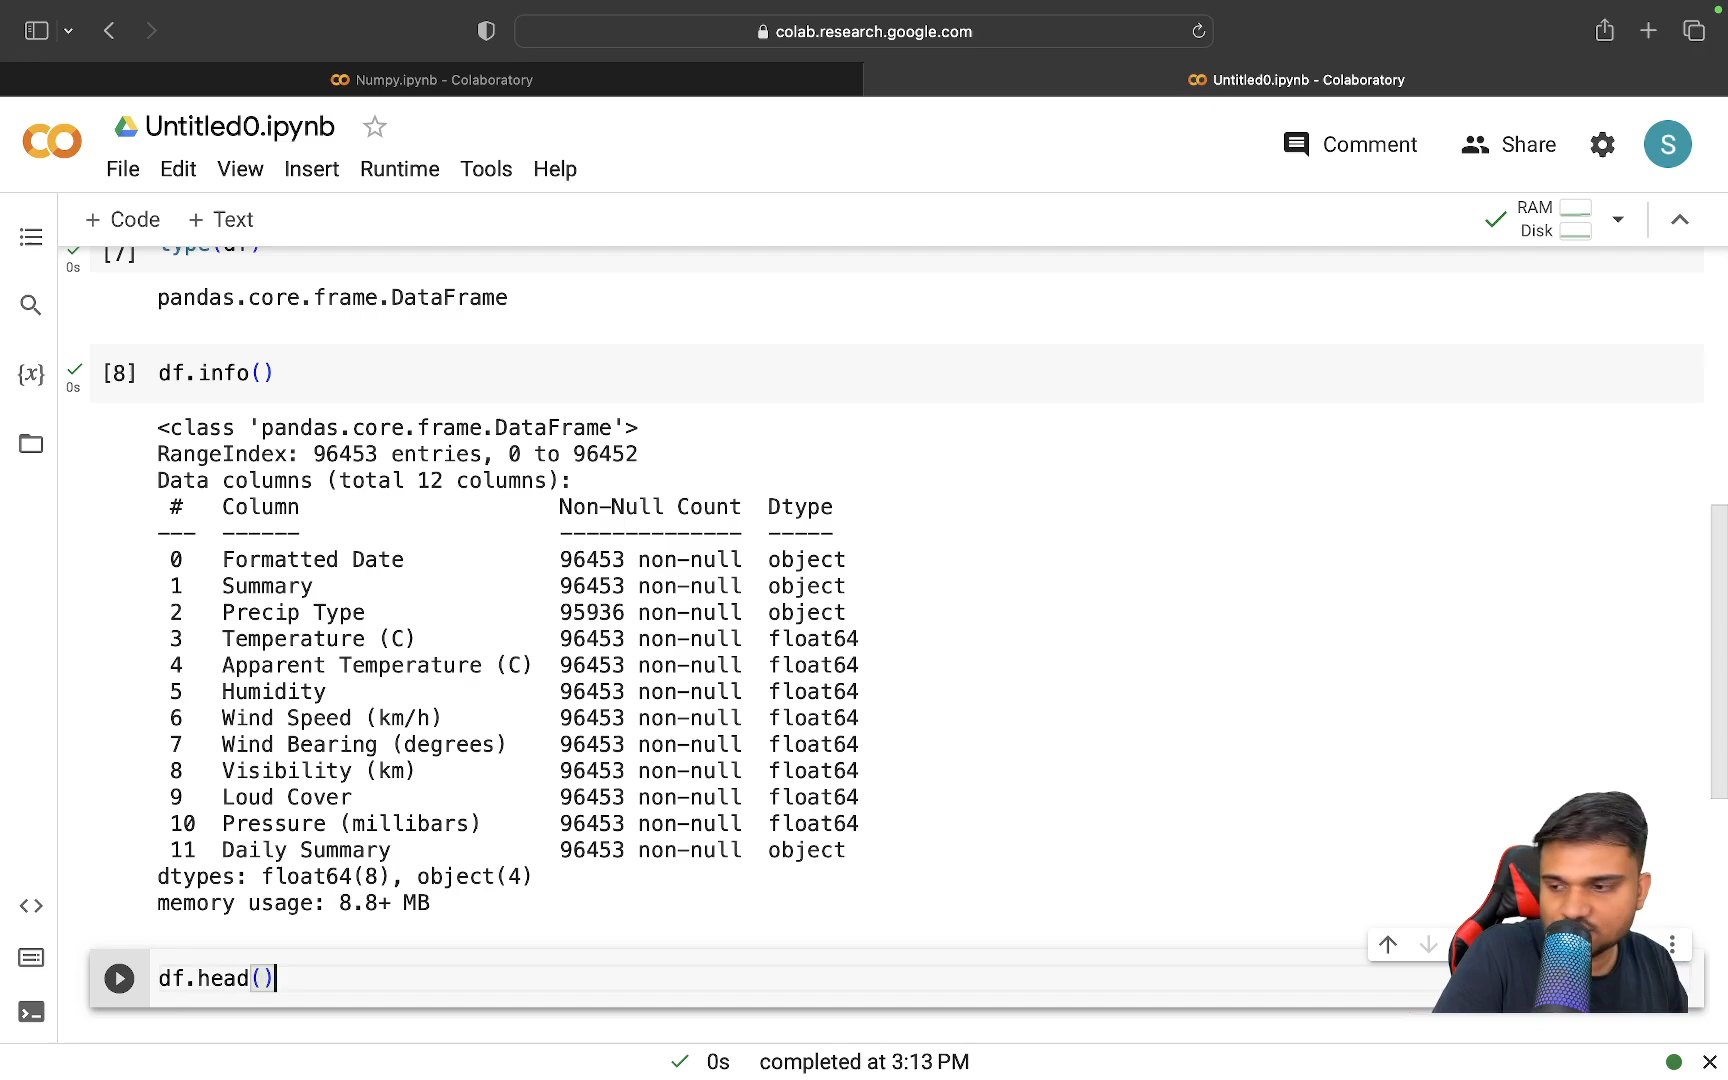 colab.research.google.com
Numpy.ipynb - Colaboratory
Untitled0.ipynb - Colaboratory
Untitled0.ipynb
Comment
Share
S
File Edit View Insert Runtime Tools Help
+ Code + Text
RAM
Disk
[7] type(df)
0s
pandas.core.frame.DataFrame
[8] df.info()
0s
{x}
<class 'pandas.core.frame.DataFrame'>
RangeIndex: 96453 entries, 0 to 96452
Data columns (total 12 columns):
# Column Non-Null Count Dtype
--- ------ -------------- -----
0 Formatted Date 96453 non-null object
1 Summary 96453 non-null object
2 Precip Type 95936 non-null object
3 Temperature (C) 96453 non-null float64
4 Apparent Temperature (C) 96453 non-null float64
5 Humidity 96453 non-null float64
6 Wind Speed (km/h) 96453 non-null float64
7 Wind Bearing (degrees) 96453 non-null float64
8 Visibility (km) 96453 non-null float64
9 Loud Cover 96453 non-null float64
10 Pressure (millibars) 96453 non-null float64
11 Daily Summary 96453 non-null object
dtypes: float64(8), object(4)
memory usage: 8.8+ MB
df.head()
0s completed at 3:13 PM